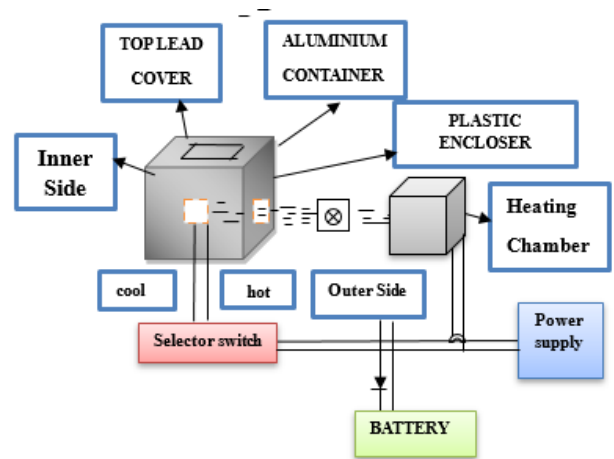 TOP LEAD
COVER
ALUMINIUM
CONTAINER
PLASTIC
ENCLOSER
Inner
Side
Heating
Chamber
cool
hot
Outer Side
Selector switch
Power
supply
BATTERY